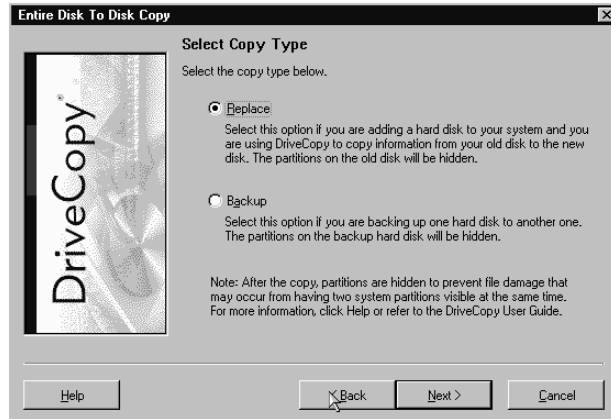 Entire Disk To Disk Copy
DriveCopy
Select Copy Type
Select the copy type below.
Replace
Select this option if you are adding a hard disk to your system and you
are using DriveCopy to copy information from your old disk to the new
disk. The partitions on the old disk will be hidden.
Backup
Select this option if you are backing up one hard disk to another one.
The partitions on the backup hard disk will be hidden.
Note: After the copy, partitions are hidden to prevent file damage that
may occur from having two system partitions visible at the same time.
For more information, click Help or refer to the DriveCopy User Guide.
Help
< Back
Next >
Cancel